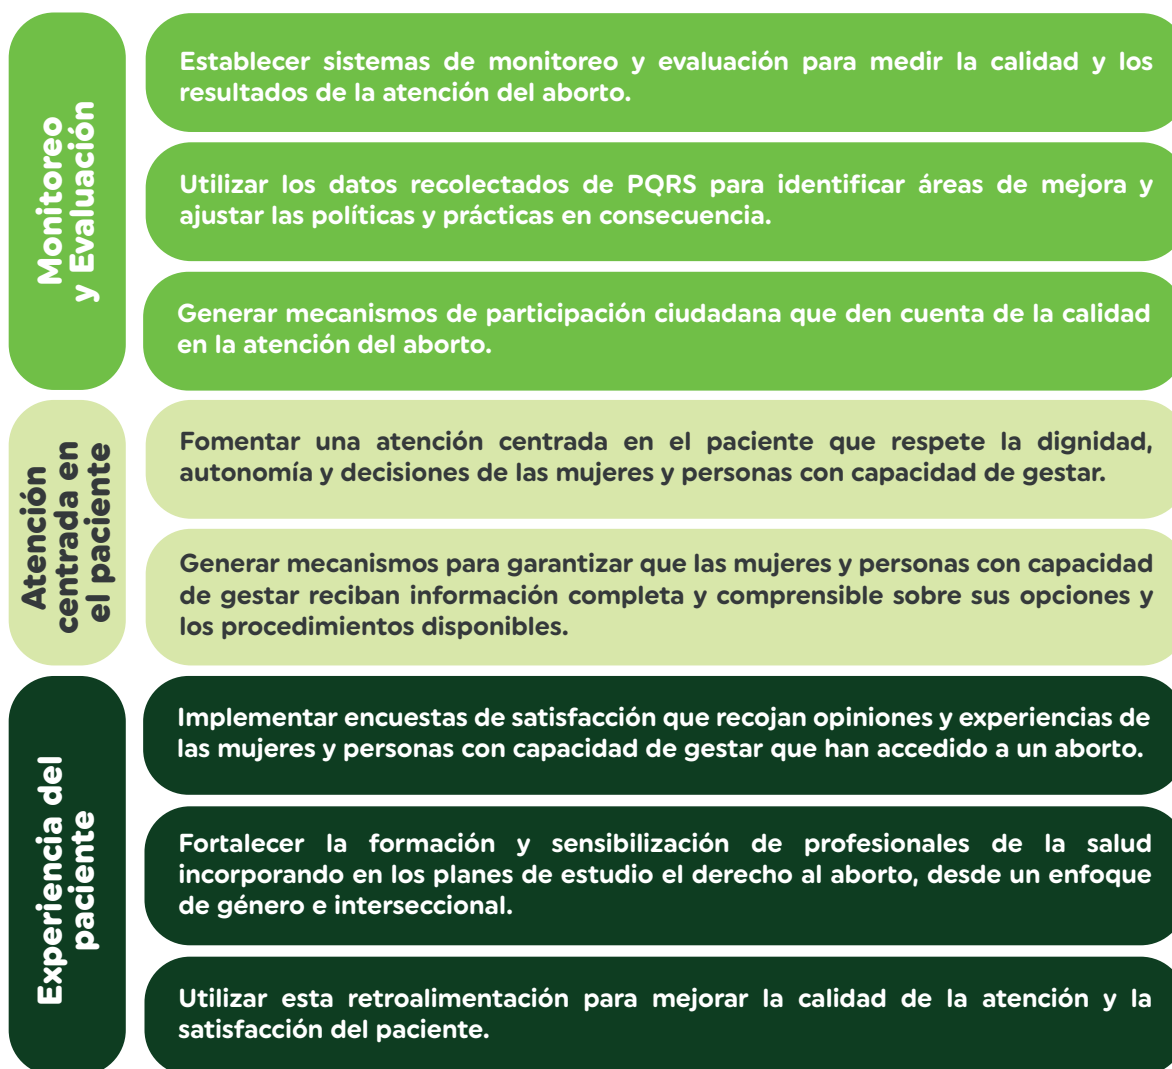 Monitoreo
y Evaluación
Establecer sistemas de monitoreo y evaluación para medir la calidad y los
resultados de la atención del aborto.
Utilizar los datos recolectados de PQRS para identificar áreas de mejora y
ajustar las políticas y prácticas en consecuencia.
Generar mecanismos de participación ciudadana que den cuenta de la calidad
en la atención del aborto.
Atención
centrada en
el paciente
Fomentar una atención centrada en el paciente que respete la dignidad,
autonomía y decisiones de las mujeres y personas con capacidad de gestar.
Generar mecanismos para garantizar que las mujeres y personas con capacidad
de gestar reciban información completa y comprensible sobre sus opciones y
los procedimientos disponibles.
Experiencia del
paciente
Implementar encuestas de satisfacción que recojan opiniones y experiencias de
las mujeres y personas con capacidad de gestar que han accedido a un aborto.
Fortalecer la formación y sensibilización de profesionales de la salud
incorporando en los planes de estudio el derecho al aborto, desde un enfoque
de género e interseccional.
Utilizar esta retroalimentación para mejorar la calidad de la atención y la
satisfacción del paciente.